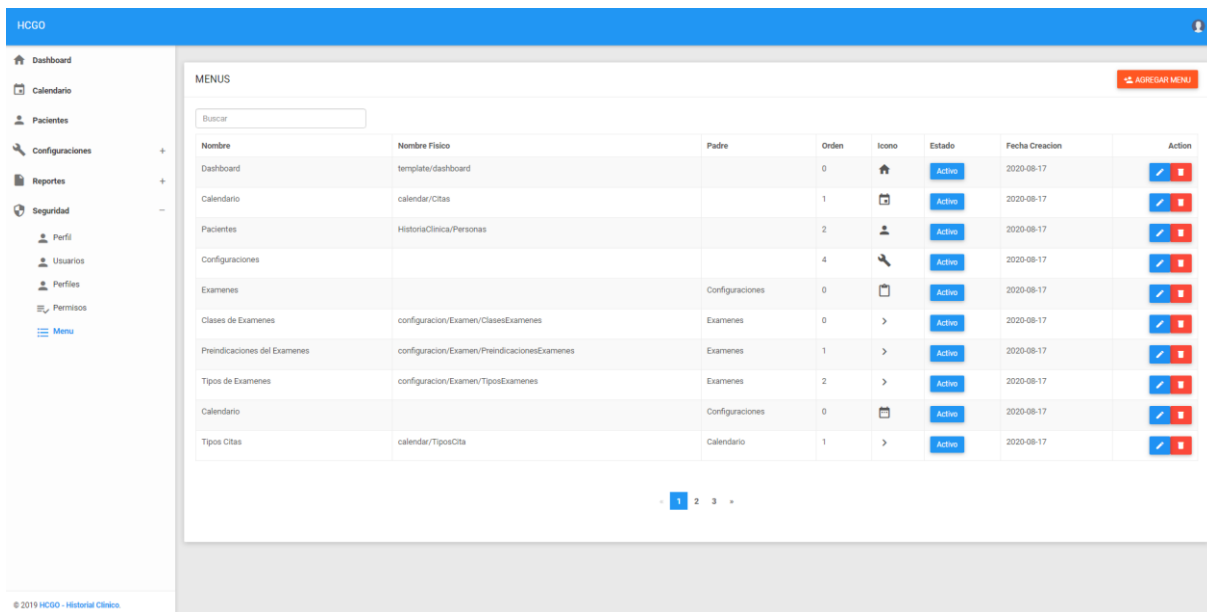 HCGO
Dashboard
Calendario
Pacientes
Configuraciones +
Reportes +
Seguridad −
Perfil
Usuarios
Perfiles
Permisos
Menu
© 2019 HCGO - Historial Clinico.
MENUS
AGREGAR MENU
Buscar
Nombre Nombre Fisico Padre Orden Icono Estado Fecha Creacion Action
Dashboard template/dashboard 0 Activo 2020-08-17
Calendario calendar/Citas 1 Activo 2020-08-17
Pacientes HistoriaClinica/Personas 2 Activo 2020-08-17
Configuraciones 4 Activo 2020-08-17
Examenes Configuraciones 0 Activo 2020-08-17
Clases de Examenes configuracion/Examen/ClasesExamenes Examenes 0 > Activo 2020-08-17
Preindicaciones del Examenes configuracion/Examen/PreindicacionesExamenes Examenes 1 > Activo 2020-08-17
Tipos de Examenes configuracion/Examen/TiposExamenes Examenes 2 > Activo 2020-08-17
Calendario Configuraciones 0 Activo 2020-08-17
Tipos Citas calendar/TiposCita Calendario 1 > Activo 2020-08-17
« 1 2 3 »